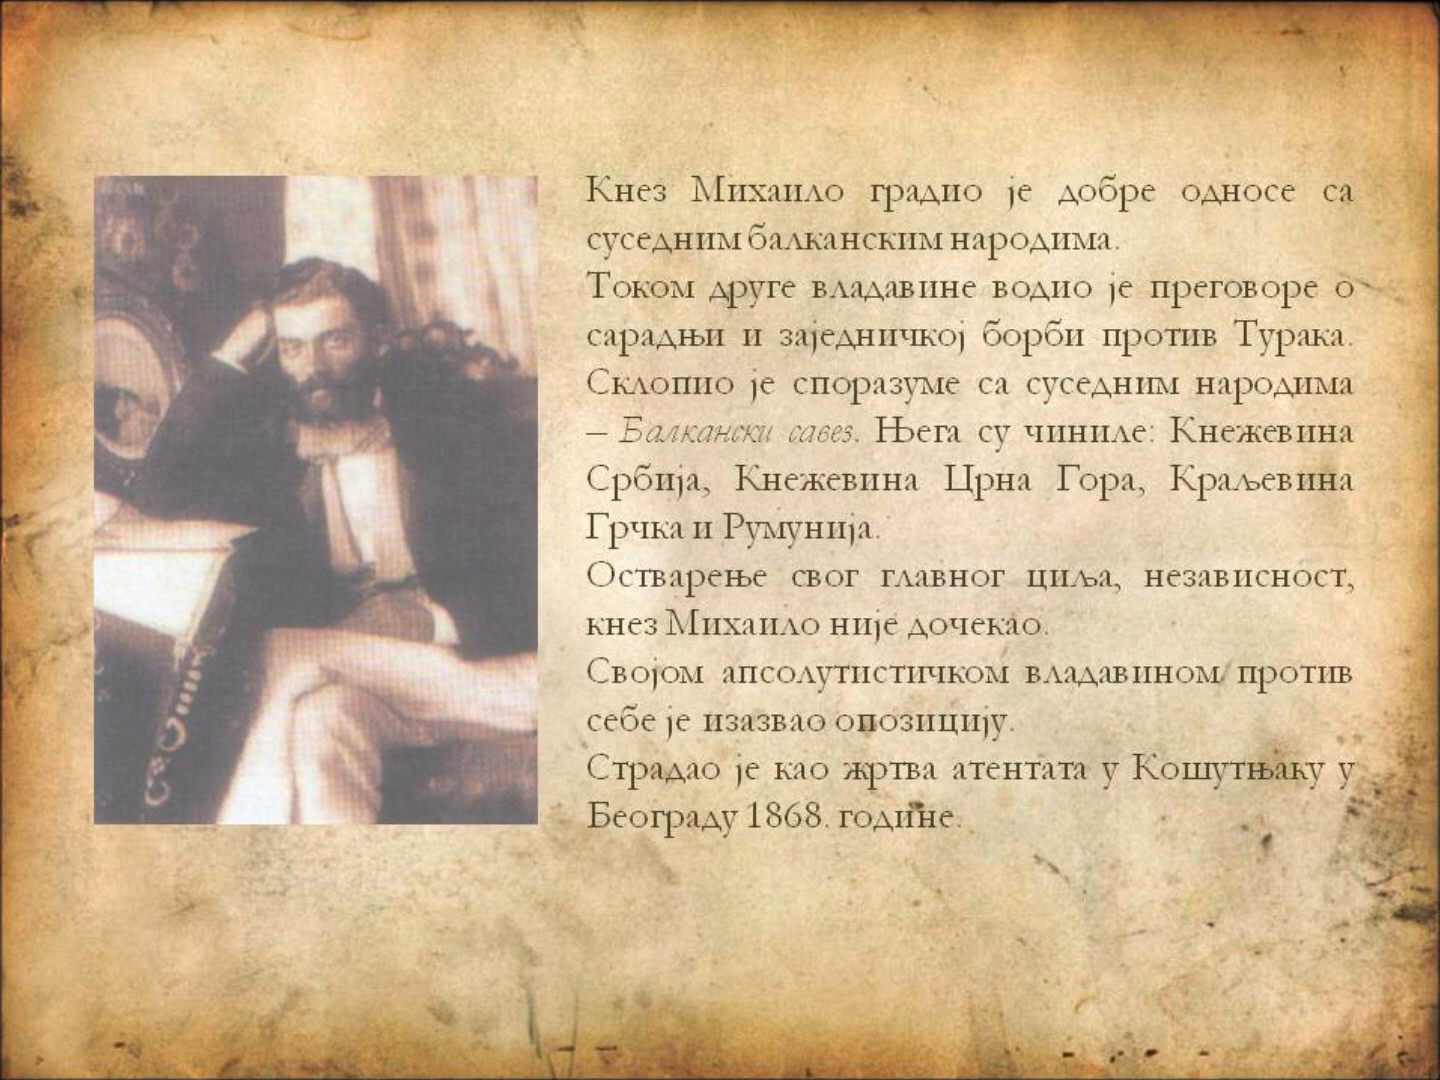 Кнез Михаило градио је добре односе са
суседним балканским народима.
Током друге владавине водио је преговоре о
сарадњи и заједничкој борби против Турака.
Склопио је споразуме са суседним народима
– Балкански савез. Њега су чиниле: Кнежевина
Србија, Кнежевина Црна Гора, Краљевина
Грчка и Румунија.
Остварење свог главног циља, независност,
кнез Михаило није дочекао.
Својом апсолутистичком владавином против
себе је изазвао опозицију.
Страдао је као жртва атентата у Кошутњаку у
Београду 1868. године.